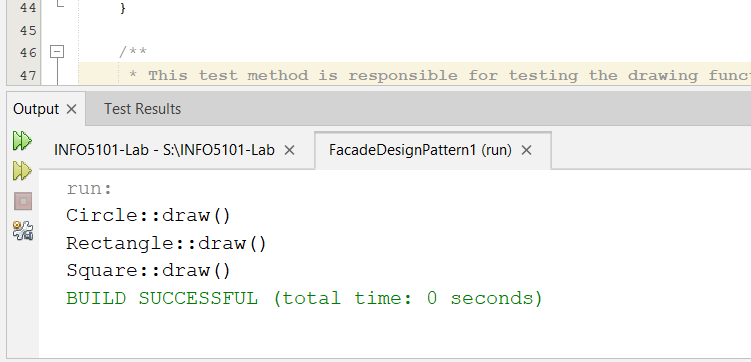 44 }
45
46 /**
47 * This test method is responsible for testing the drawing func
Output
Test Results
INFO5101-Lab - S:\INFO5101-Lab
FacadeDesignPattern1 (run)
run:
Circle::draw()
Rectangle::draw()
Square::draw()
BUILD SUCCESSFUL (total time: 0 seconds)